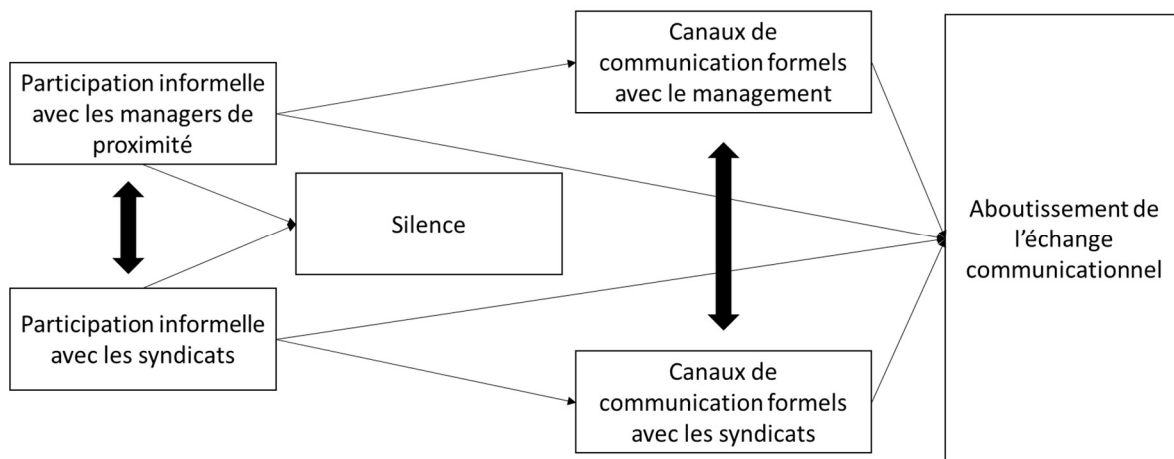 Participation informelle
avec les managers de
proximité
Canaux de
communication formels
avec le management
Silence
Aboutissement de
l’échange
communicationnel
Participation informelle
avec les syndicats
Canaux de
communication formels
avec les syndicats